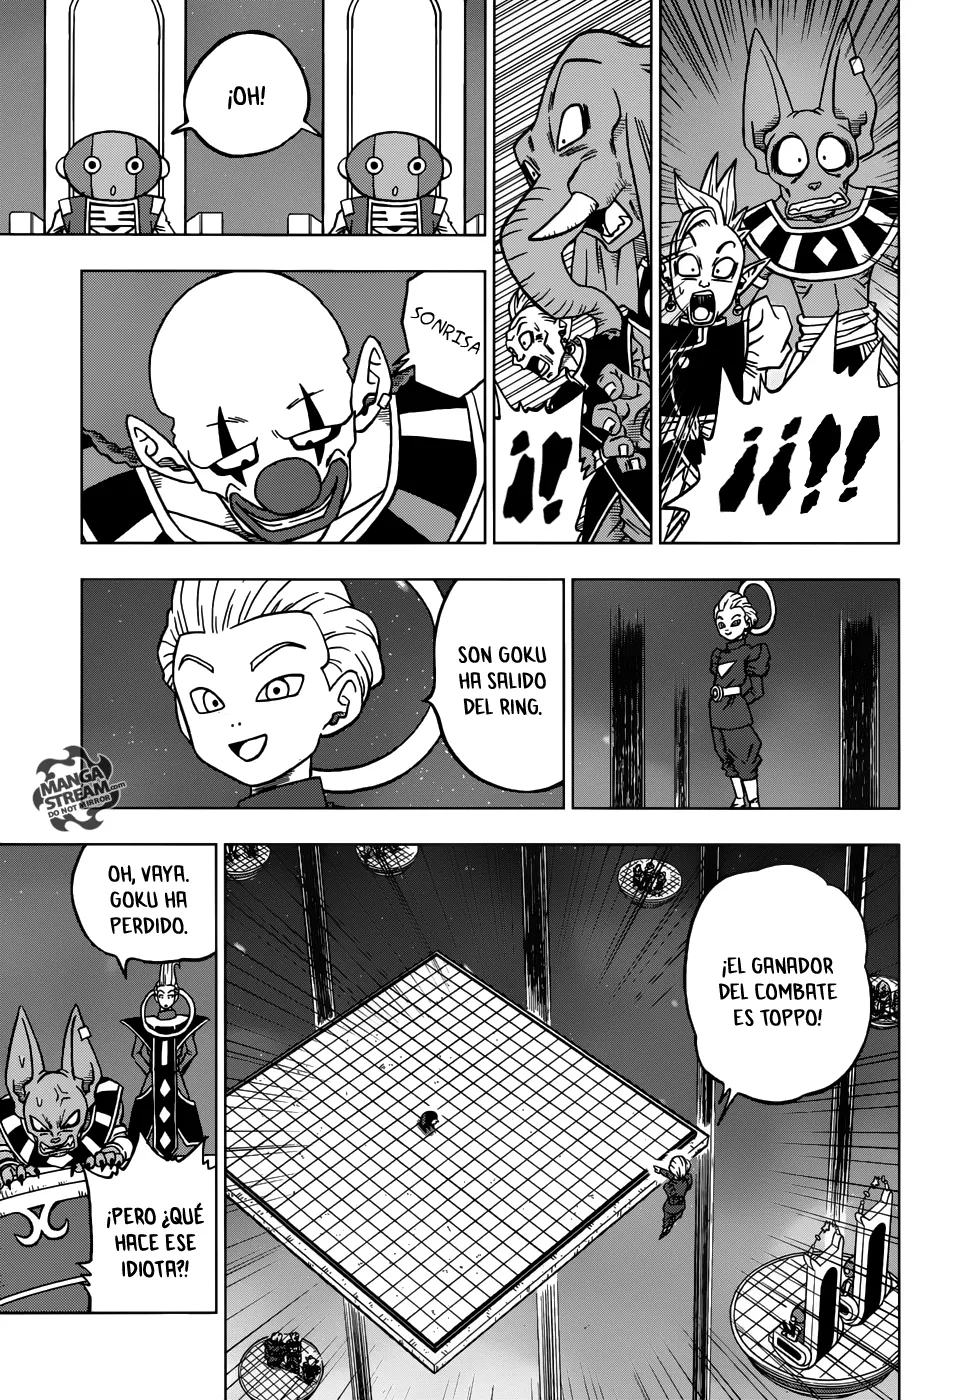 ¡¡!!
¡!
¡OH!
SONRISA
SON GOKU
HA SALIDO
DEL RING.
MANGA
STREAM.com
DO NOT MIRROR
¡EL GANADOR
DEL COMBATE
ES TOPPO!
OH, VAYA.
GOKU HA
PERDIDO.
¡PERO ¿QUÉ
HACE ESE
IDIOTA?!